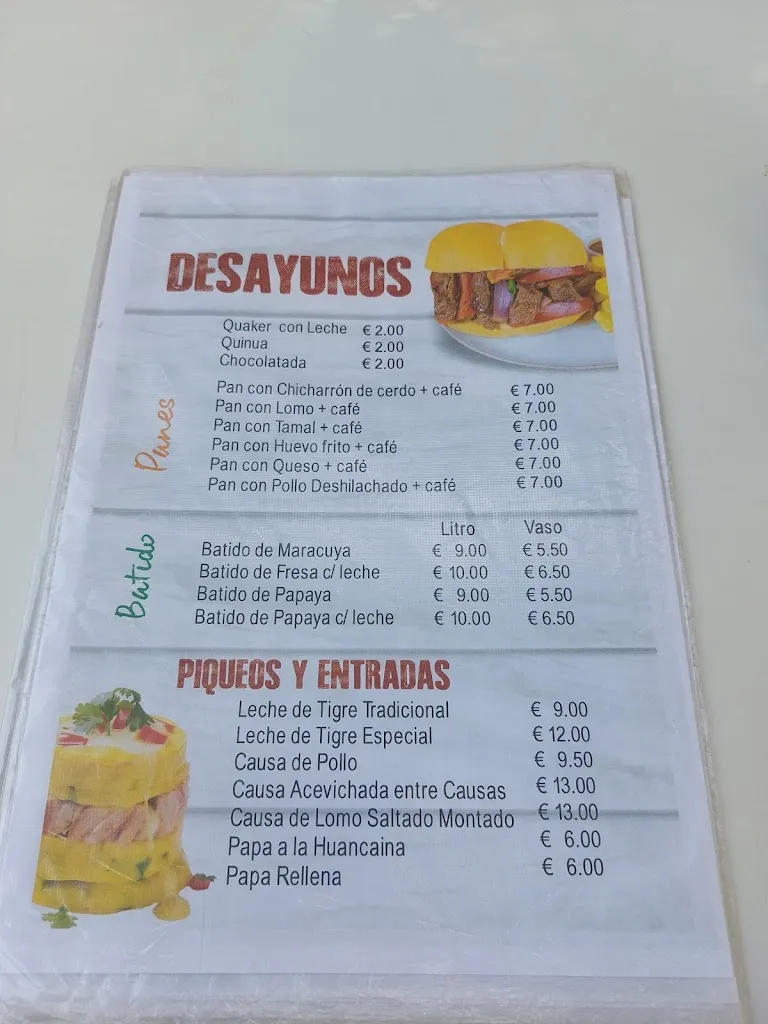 DESAYUNOS
Quaker con Leche € 2.00
Quinua € 2.00
Chocolatada € 2.00
Panes
Pan con Chicharrón de cerdo + café € 7.00
Pan con Lomo + café € 7.00
Pan con Tamal + café € 7.00
Pan con Huevo frito + café € 7.00
Pan con Queso + café € 7.00
Pan con Pollo Deshilachado + café € 7.00
Batido
Litro Vaso
Batido de Maracuya € 9.00 € 5.50
Batido de Fresa c/ leche € 10.00 € 6.50
Batido de Papaya € 9.00 € 5.50
Batido de Papaya c/ leche € 10.00 € 6.50
PIQUEOS Y ENTRADAS
Leche de Tigre Tradicional € 9.00
Leche de Tigre Especial € 12.00
Causa de Pollo € 9.50
Causa Acevichada entre Causas € 13.00
Causa de Lomo Saltado Montado € 13.00
Papa a la Huancaina € 6.00
Papa Rellena € 6.00